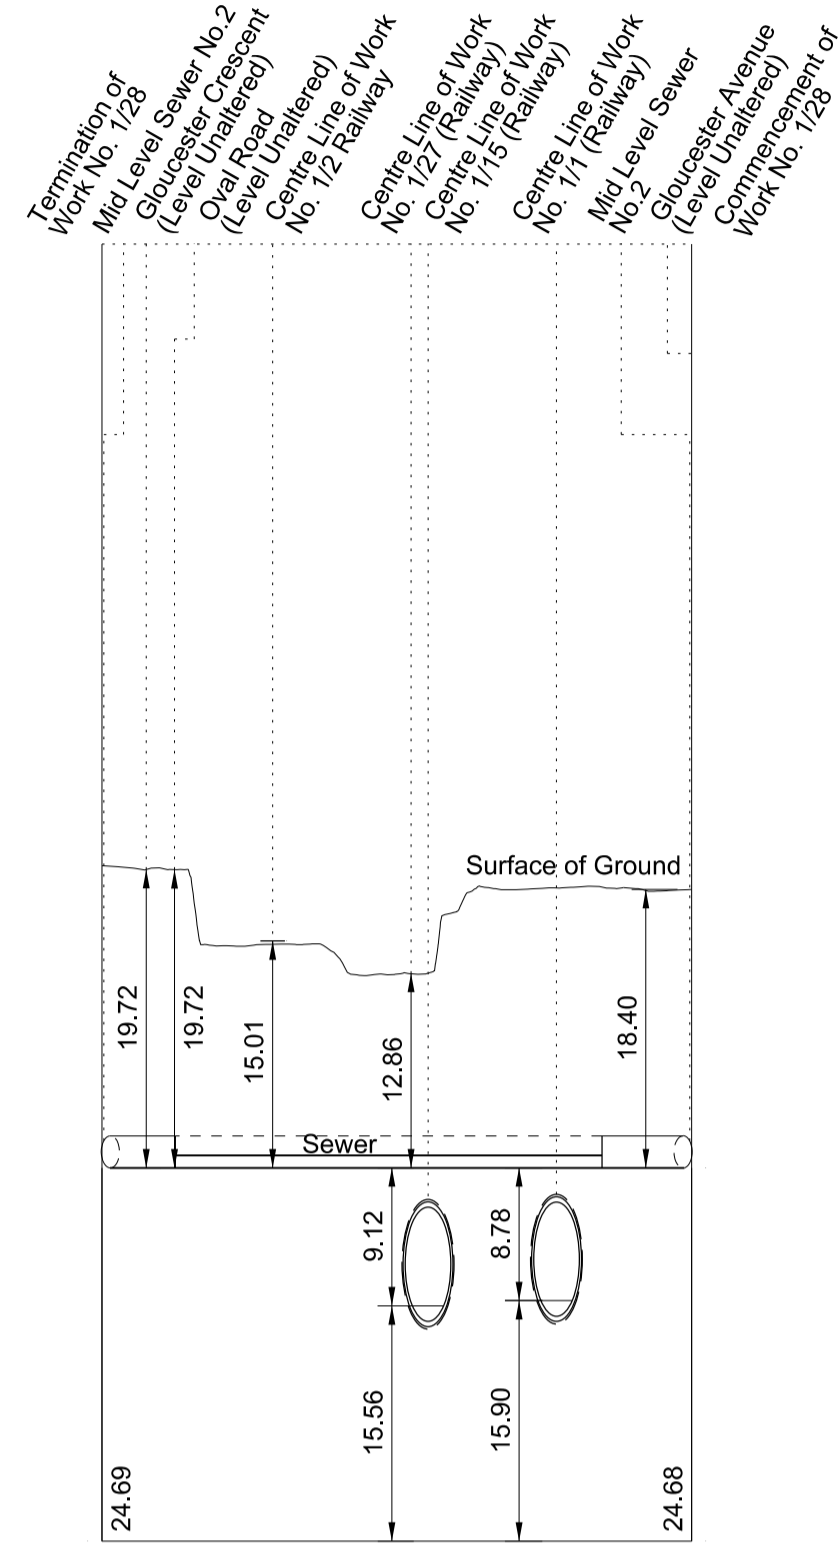 Termination of
Work No. 1/28
Mid Level Sewer No.2
Gloucester Crescent
(Level Unaltered)
Oval Road
(Level Unaltered)
Centre Line of Work
No. 1/2 Railway
Centre Line of Work
No. 1/27 (Railway)
Centre Line of Work
No. 1/15 (Railway)
Centre Line of Work
No. 1/1 (Railway)
Mid Level Sewer
No.2
Gloucester Avenue
(Level Unaltered)
Commencement of
Work No. 1/28
Surface of Ground
19.72
19.72
15.01
12.86
18.40
Sewer
9.12
8.78
15.56
15.90
24.69
24.68